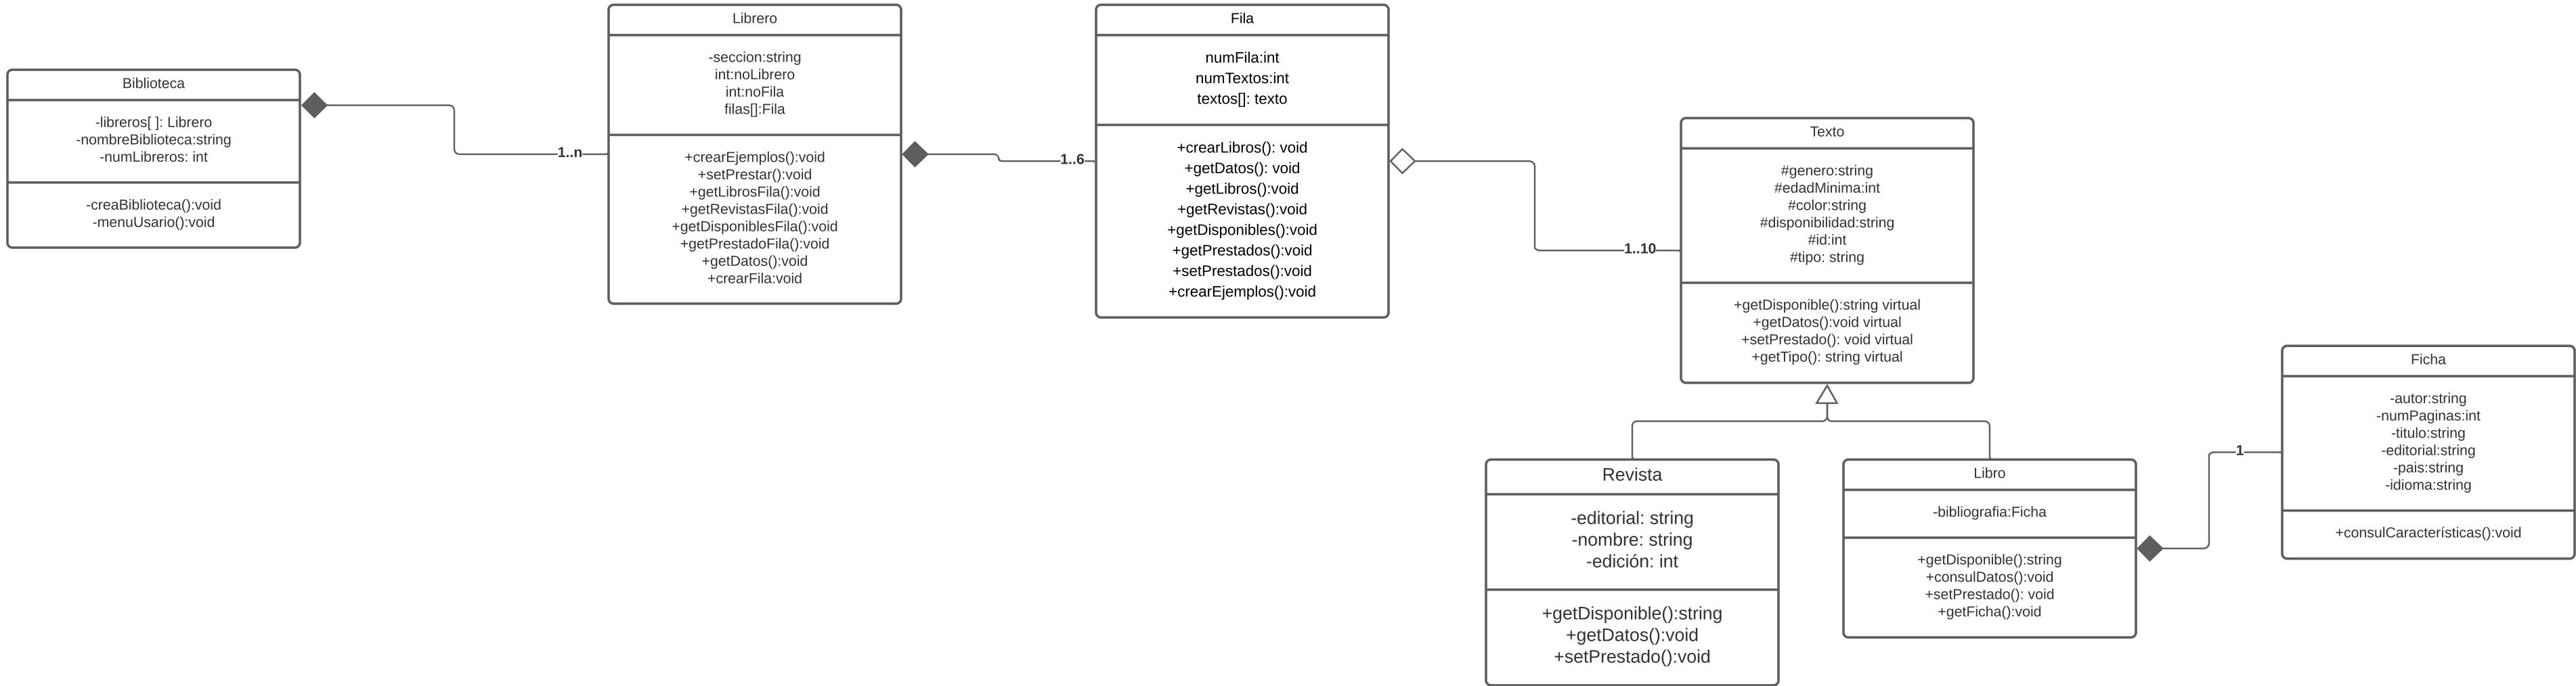 Biblioteca
-libreros[ ]: Librero
-nombreBiblioteca:string
-numLibreros: int
-creaBiblioteca():void
-menuUsario():void
1..n
Librero
-seccion:string
int:noLibrero
int:noFila
filas[]:Fila
+crearEjemplos():void
+setPrestar():void
+getLibrosFila():void
+getRevistasFila():void
+getDisponiblesFila():void
+getPrestadoFila():void
+getDatos():void
+crearFila:void
1..6
Fila
numFila:int
numTextos:int
textos[]: texto
+crearLibros(): void
+getDatos(): void
+getLibros():void
+getRevistas():void
+getDisponibles():void
+getPrestados():void
+setPrestados():void
+crearEjemplos():void
1..10
Texto
#genero:string
#edadMinima:int
#color:string
#disponibilidad:string
#id:int
#tipo: string
+getDisponible():string virtual
+getDatos():void virtual
+setPrestado(): void virtual
+getTipo(): string virtual
Revista
-editorial: string
-nombre: string
-edición: int
+getDisponible():string
+getDatos():void
+setPrestado():void
Libro
-bibliografia:Ficha
+getDisponible():string
+consulDatos():void
+setPrestado(): void
+getFicha():void
1
Ficha
-autor:string
-numPaginas:int
-titulo:string
-editorial:string
-pais:string
-idioma:string
+consulCaracterísticas():void